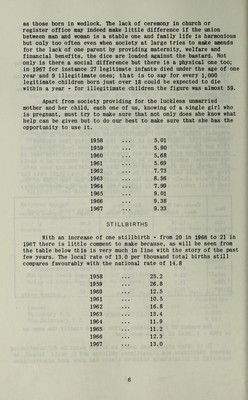 as those born in wedlock. The lack of ceremony in church or
register office may indeed make little difference if the union
between man and woman is a stable one and family life is harmonious
but only too often even when society at large tries to make amends
for the lack of one parent by providing maternity, welfare and
financial benefits, the dice are loaded against the bastard. Not
only is there a social difference but there is a physical one too;
in 1967 for instance 27 legitimate infants died under the age of one
year and 9 illegitimate ones; that is to say for every 1,000
legitimate children born just over 18 could be expected to die
within a year - for illegitimate children the figure was almost 59.
Apart from society providing for the luckless unmarried
mother and her child, each one of us, knowing of a single girl who
is pregnant, must try to make sure that not only does she know what
help can be given but to do our best to make sure that she has the
opportunity to use it.
1958 ... 5.01
1959 ... 5.90
1960 ... 5.68
1961 ... 5.69
1962 ... 7.73
1963 ... 8.56
1964 ... 7.99
1965 ... 9.01
1966 ... 9.38
1967 ... 9.33
STILLBIRTHS
With an increase of one stillbirth - from 20 in 1966 to 21 in
1967 there is little comment to make because, as will be seen from
the table below this is very much in line with the story of the past
few years. The local rate of 13.0 per thousand total births still
compares favourably with the national rate of 14.8
1958 ... 25.2
1959 ... 26.8
1960 ... 12.5
1961 ... 10.5
1962 ... 16.8
1963 ... 13.4
1964 ... 11.9
1965 ... 11.2
1966 ... 12.3
1967 ... 13.0
6